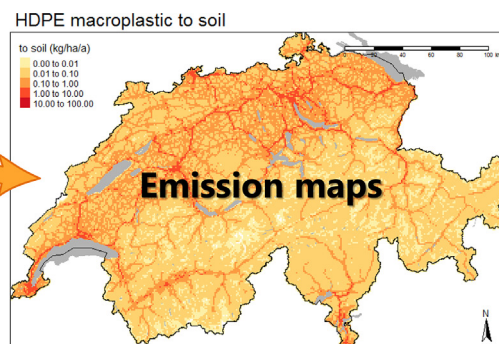 HDPE macroplastic to soil
to soil (kg/ha/a)
0.00 to 0.01
0.01 to 0.10
0.10 to 1.00
1.00 to 10.00
10.00 to 100.00
0 20 40 60 80 100 km
Emission maps
N